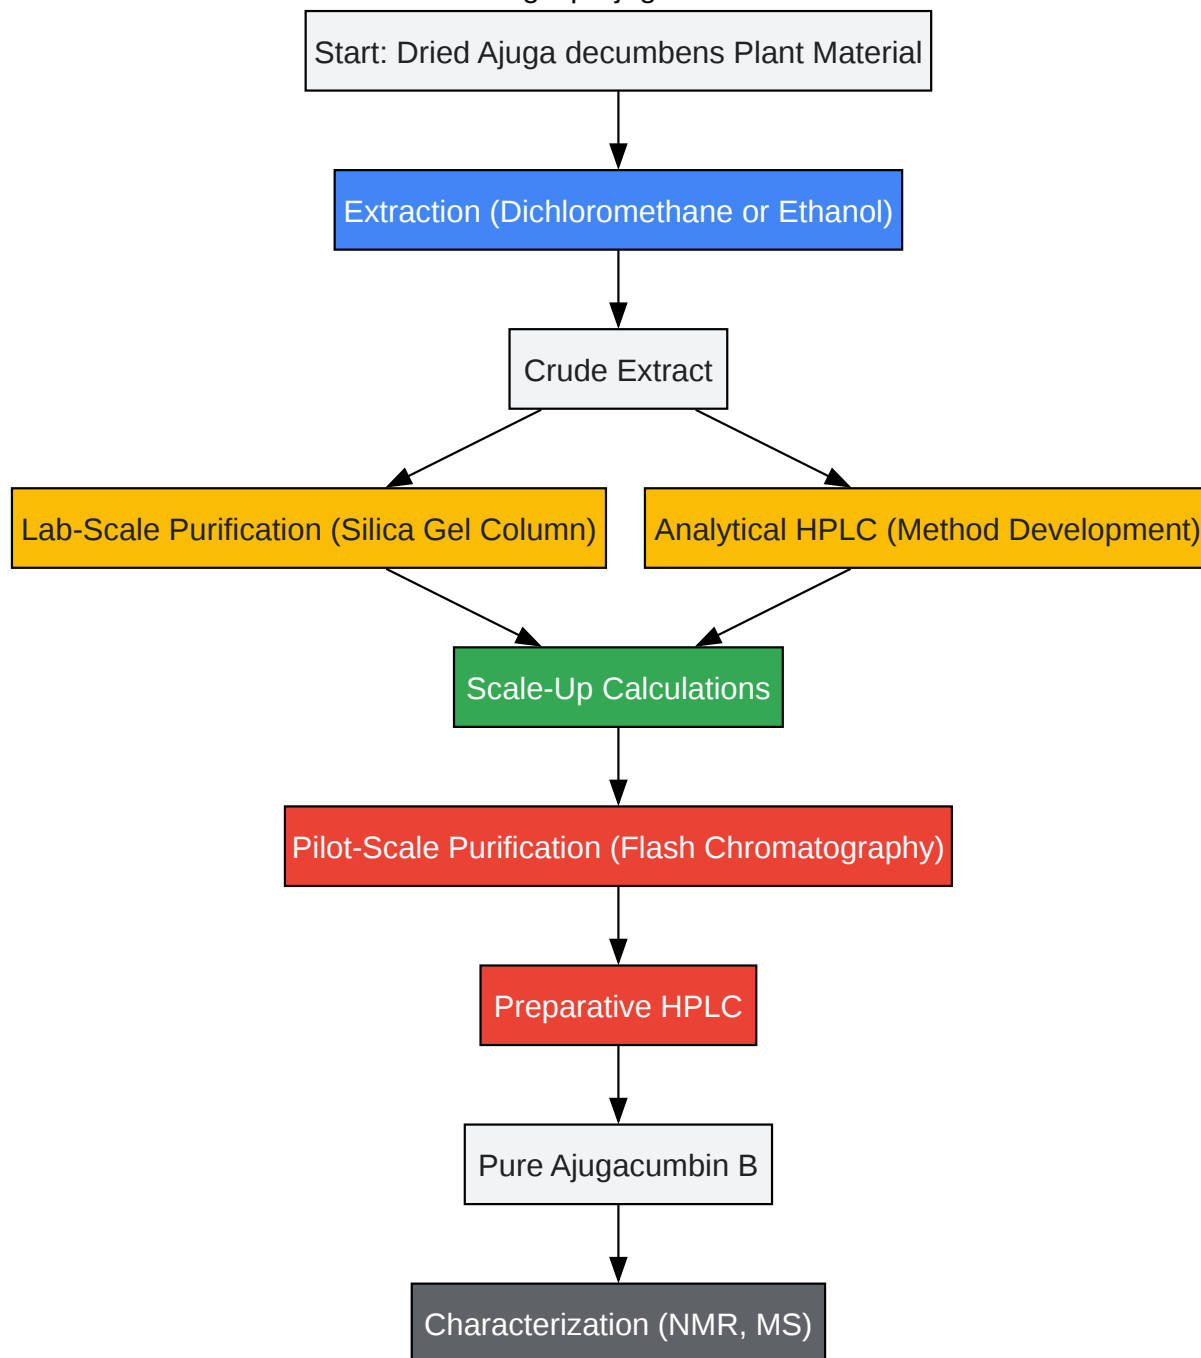 Start: Dried Ajuga decumbens Plant Material
Extraction (Dichloromethane or Ethanol)
Crude Extract
Lab-Scale Purification (Silica Gel Column)
Analytical HPLC (Method Development)
Scale-Up Calculations
Pilot-Scale Purification (Flash Chromatography)
Preparative HPLC
Pure Ajugacumbin B
Characterization (NMR, MS)